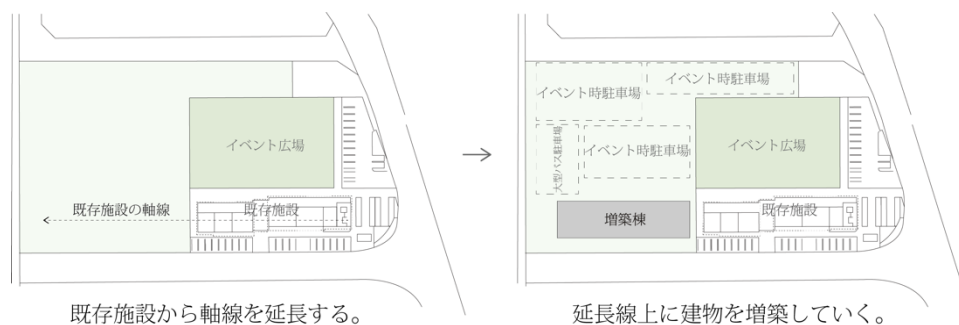 イベント広場
既存施設の軸線
既存施設
既存施設から軸線を延長する。
イベント時駐車場
イベント時駐車場
大型バス駐車場
イベント時駐車場
イベント広場
増築棟
既存施設
延長線上に建物を増築していく。